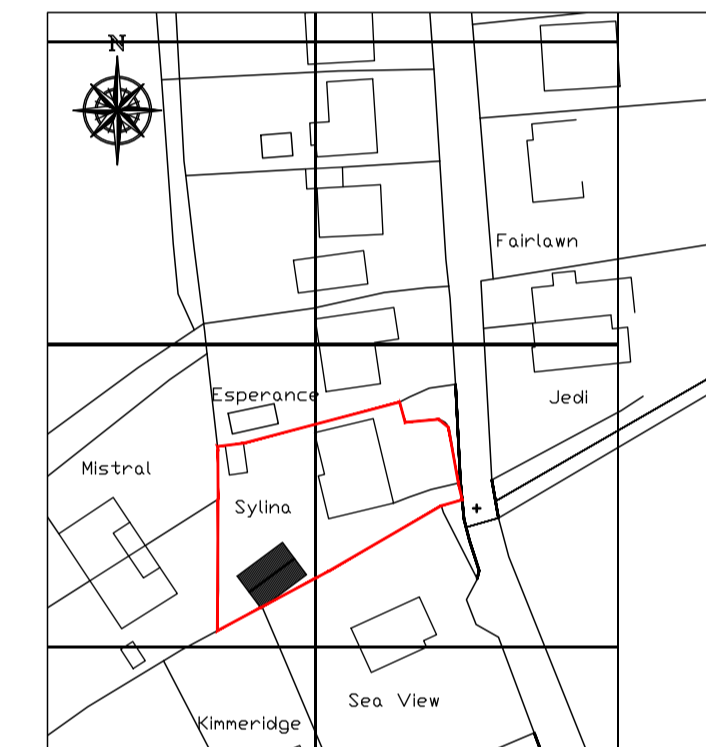 N
Fairlawn
Esperance
Jedi
Mistral
Sylina
Sea View
Kimmeridge